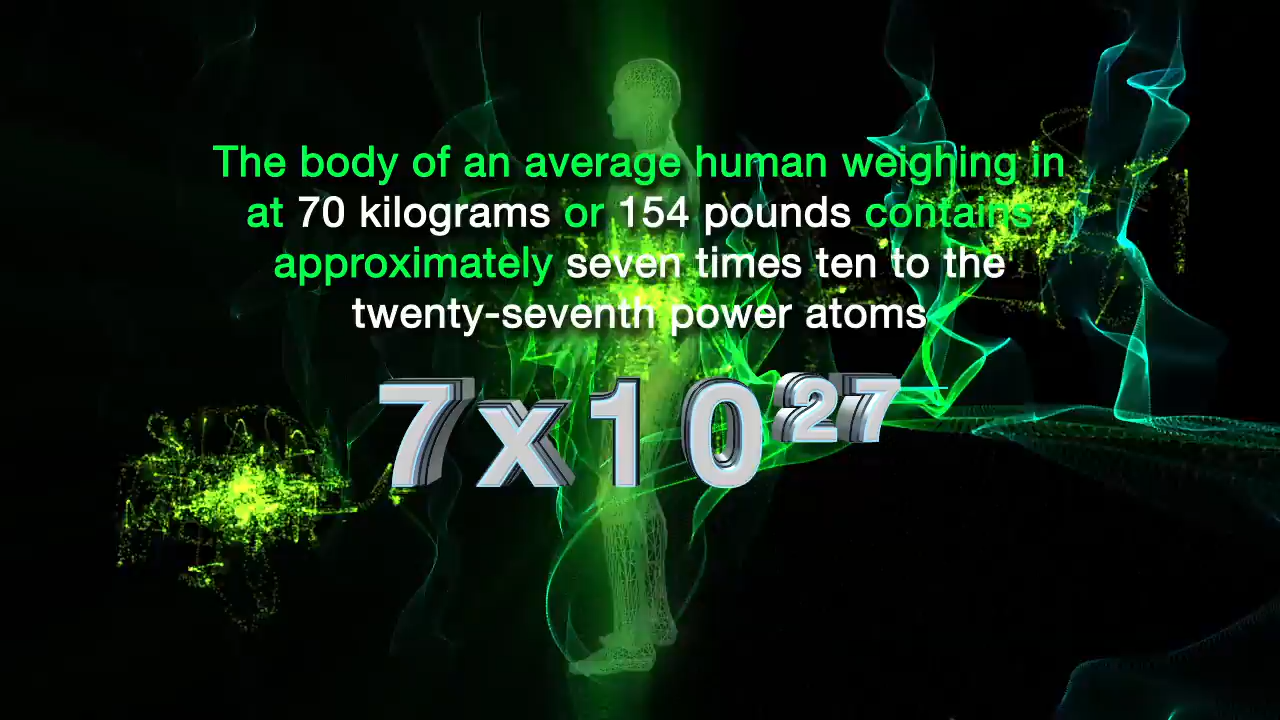 The body of an average human weighing in
at 70 kilograms or 154 pounds contains
approximately seven times ten to the
twenty-seventh power atoms
7x10²⁷